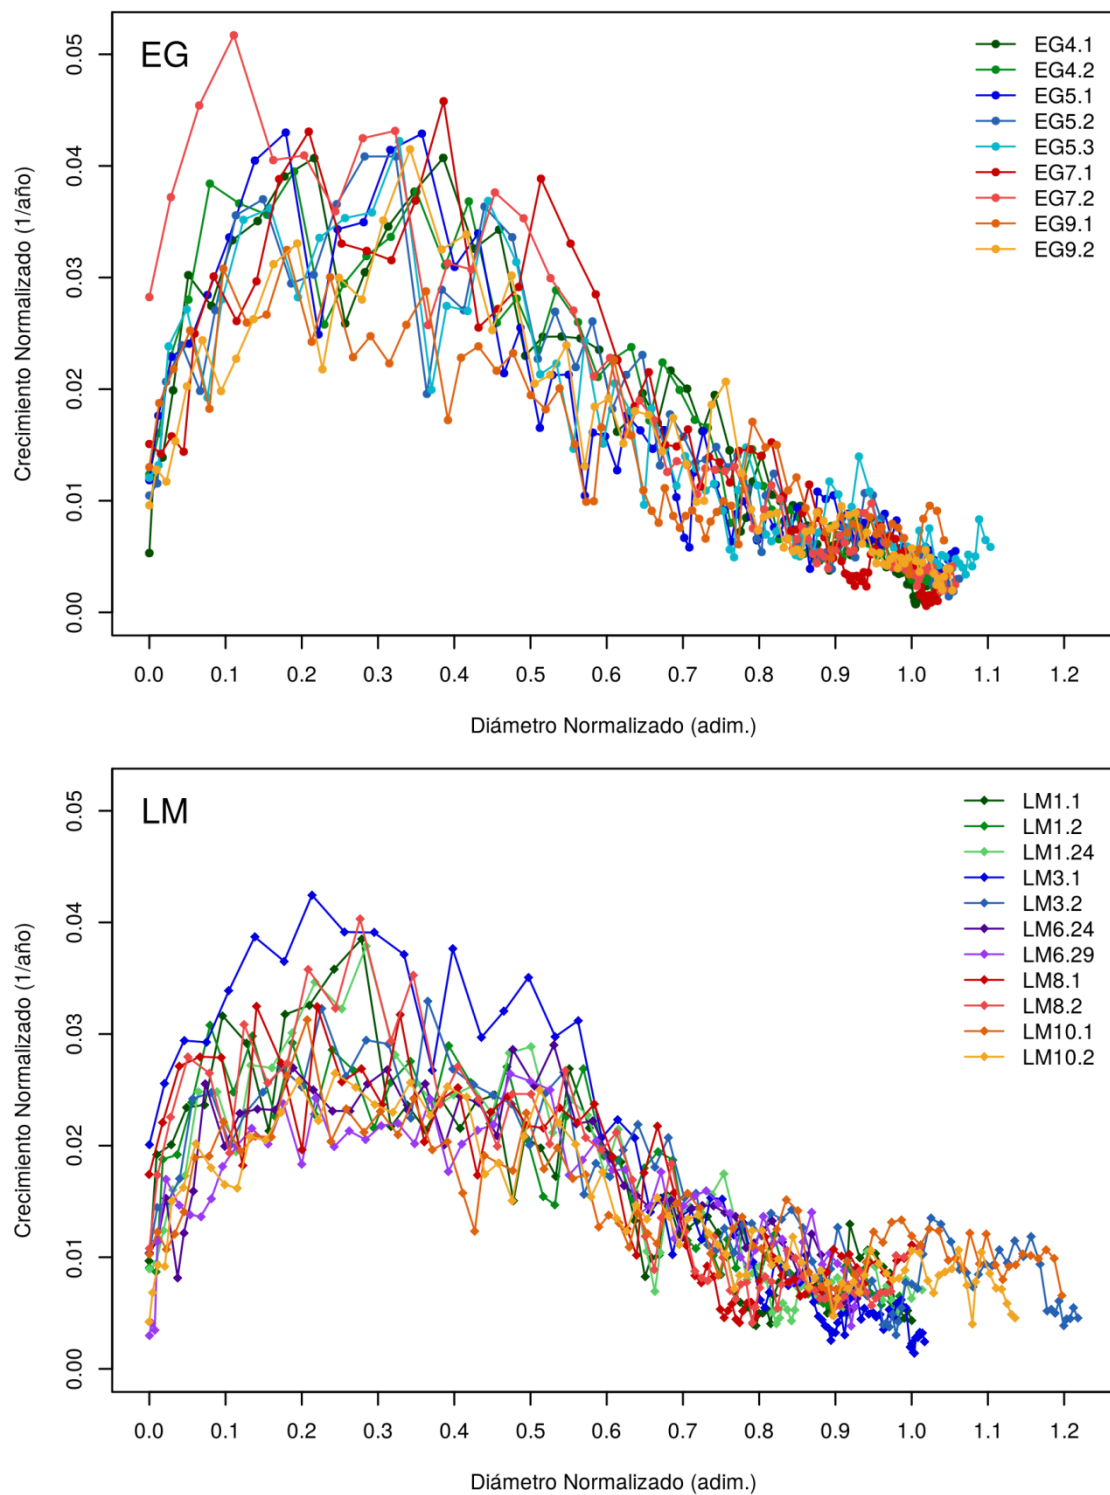 EG
EG4.1
EG4.2
EG5.1
EG5.2
EG5.3
EG7.1
EG7.2
EG9.1
EG9.2
Crecimiento Normalizado (1/año)
0.05
0.04
0.03
0.02
0.01
0.00
0.0 0.1 0.2 0.3 0.4 0.5 0.6 0.7 0.8 0.9 1.0 1.1 1.2
Diámetro Normalizado (adim.)
LM
LM1.1
LM1.2
LM1.24
LM3.1
LM3.2
LM6.24
LM6.29
LM8.1
LM8.2
LM10.1
LM10.2
Crecimiento Normalizado (1/año)
0.05
0.04
0.03
0.02
0.01
0.00
0.0 0.1 0.2 0.3 0.4 0.5 0.6 0.7 0.8 0.9 1.0 1.1 1.2
Diámetro Normalizado (adim.)